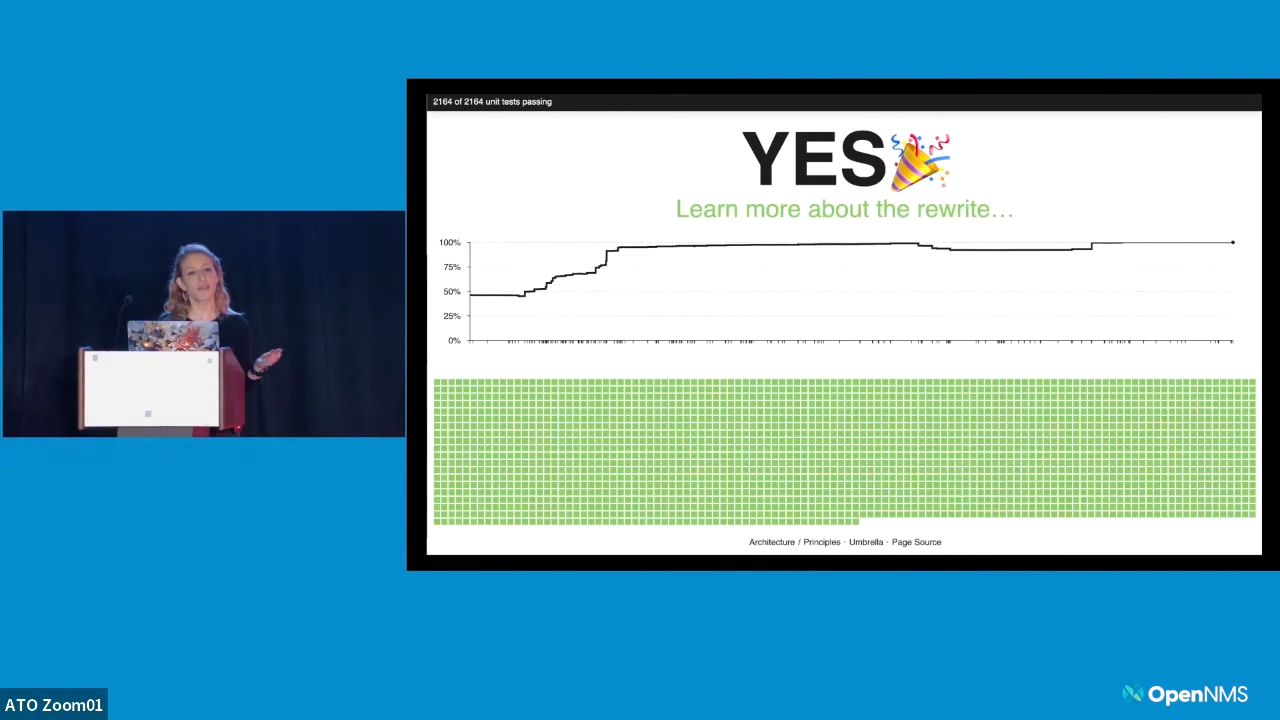 2164 of 2164 unit tests passing
YES
Learn more about the rewrite…
100%
75%
50%
25%
0%
Architecture / Principles · Umbrella · Page Source
ATO Zoom01
OpenNMS